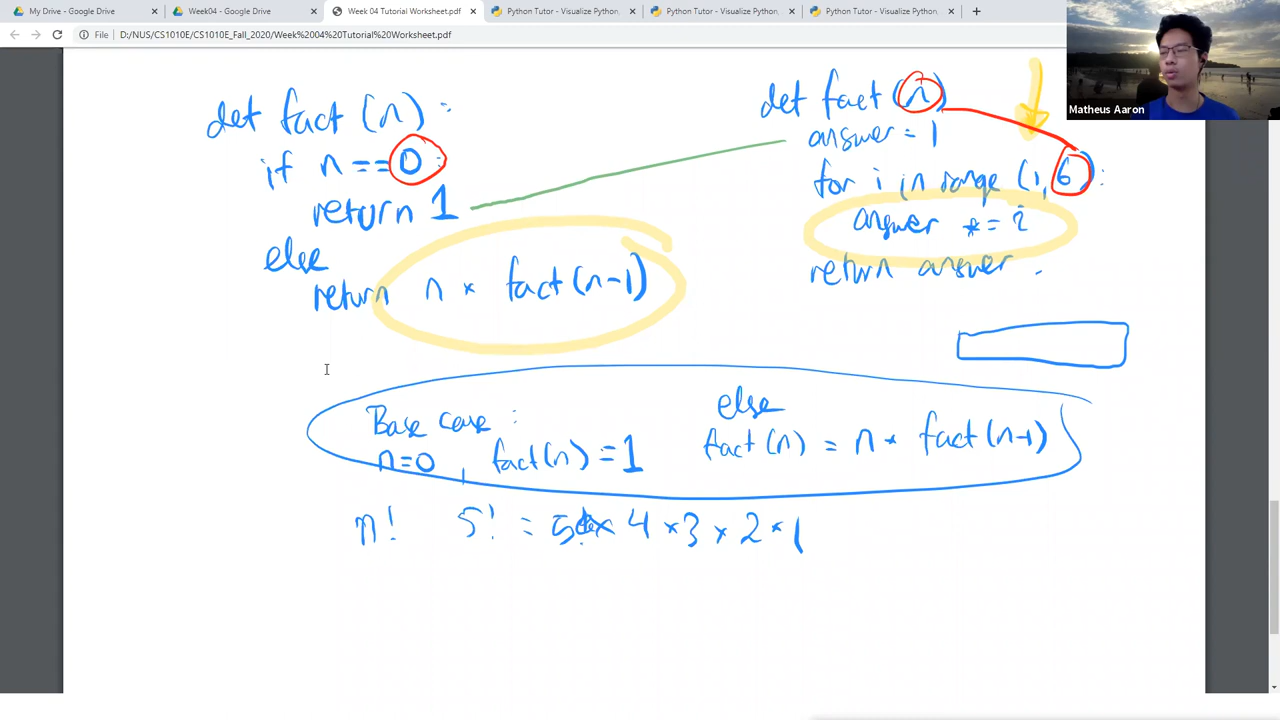 My Drive - Google Drive
Week04 - Google Drive
Week 04 Tutorial Worksheet.pdf
Python Tutor - Visualize Python,
Python Tutor - Visualize Python,
Python Tutor - Visualize Python,
File D:/NUS/CS1010E/CS1010E_Fall_2020/Week%2004%20Tutorial%20Worksheet.pdf
Matheus Aaron
def fact (n) :
if n == 0 :
return 1
else
return n * fact (n-1)
def fact (n)
answer = 1
for i in range (1, 6) :
answer *= i
return answer .
Base case :
n=0 , fact(n) = 1
else
fact(n) = n * fact(n-1)
n! 5! = 5 x 4 * 3 * 2 * 1